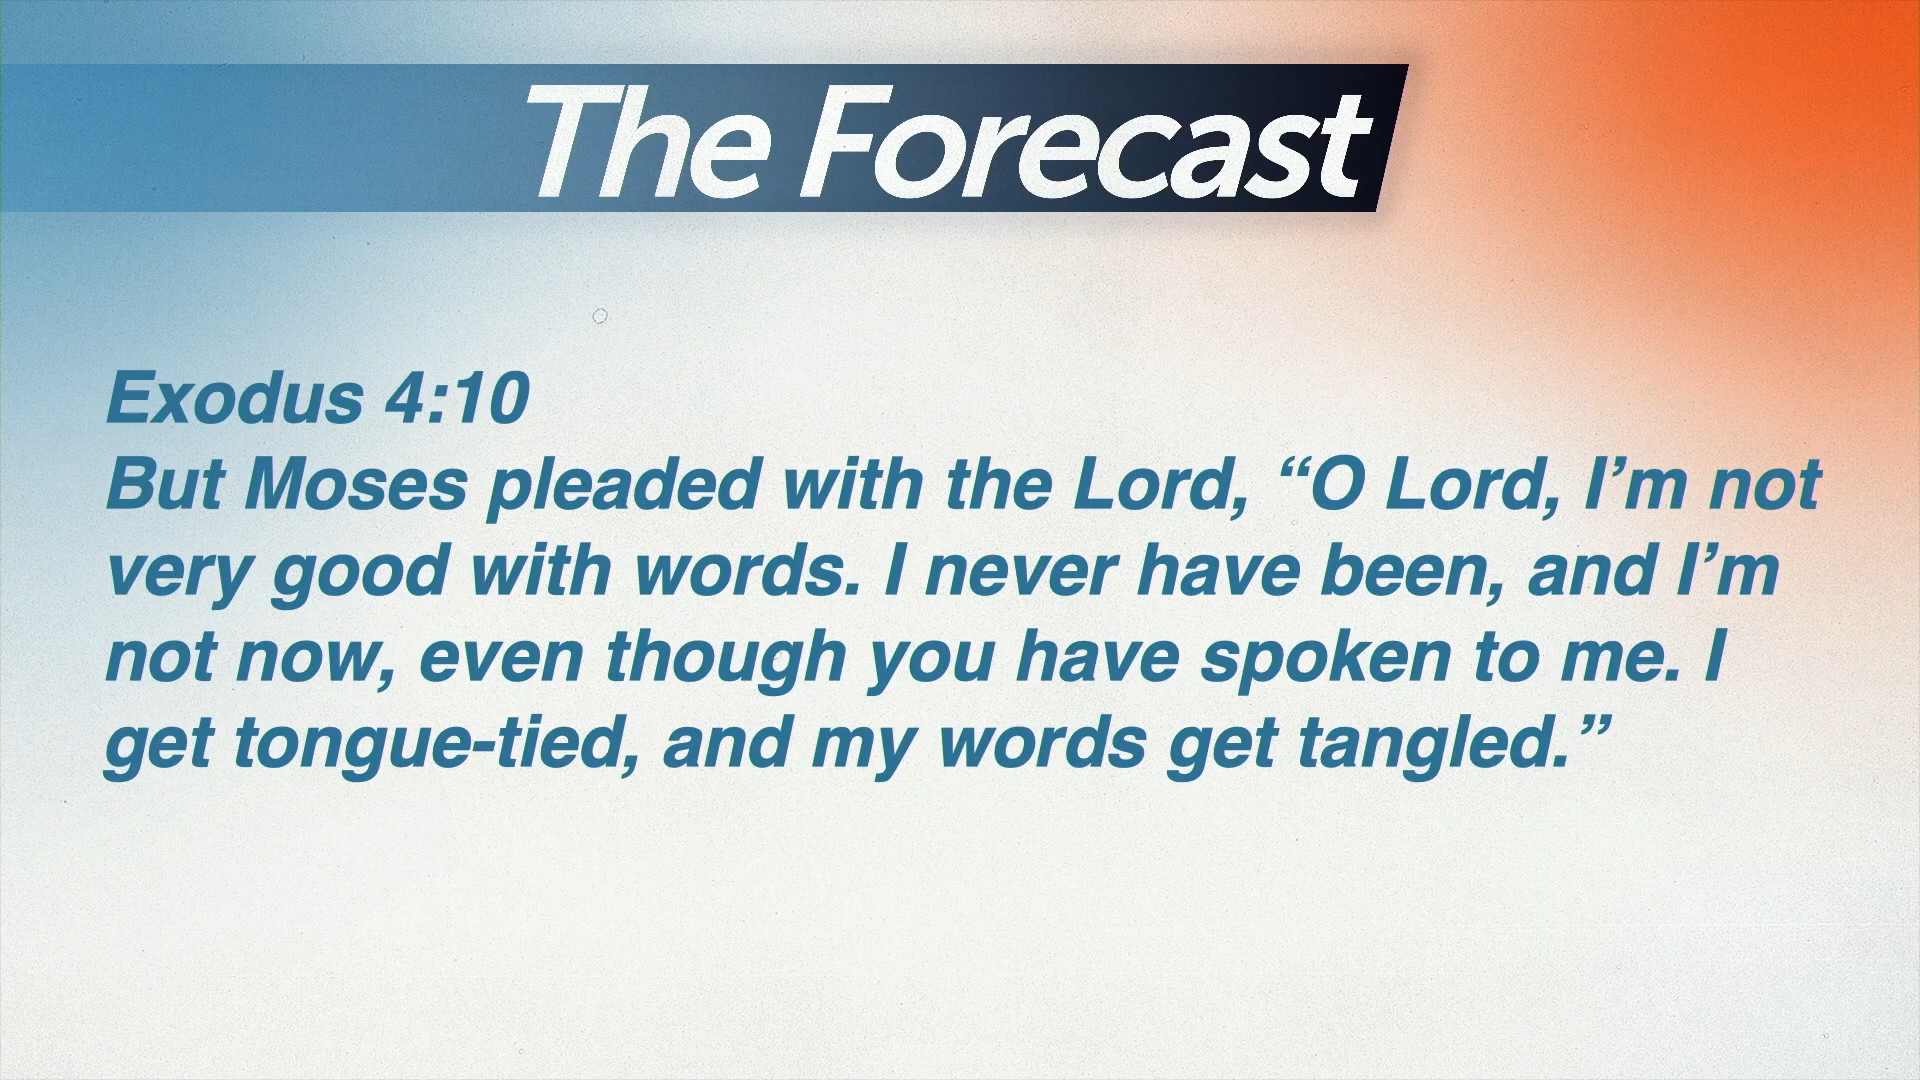 The Forecast
Exodus 4:10
But Moses pleaded with the Lord, “O Lord, I’m not
very good with words. I never have been, and I’m
not now, even though you have spoken to me. I
get tongue-tied, and my words get tangled.”